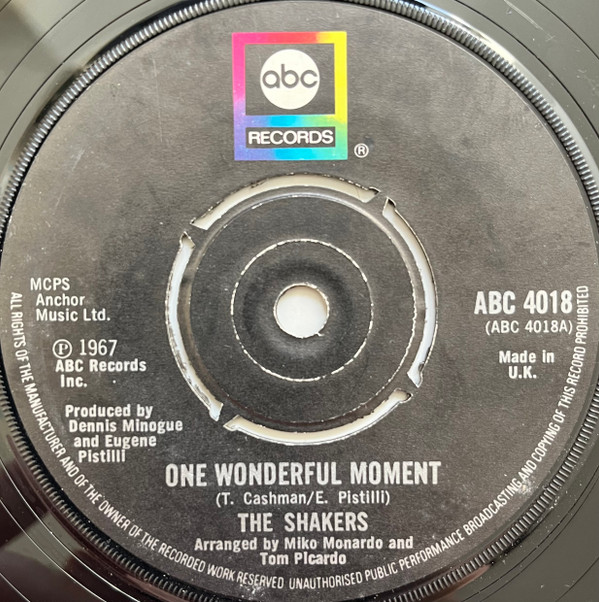 abc
RECORDS
®
MCPS
Anchor
Music Ltd.
ABC 4018
(ABC 4018A)
℗ 1967
ABC Records
Inc.
Made in
U.K.
Produced by
Dennis Minogue
and Eugene
Pistilli
ONE WONDERFUL MOMENT
(T. Cashman/E. Pistilli)
THE SHAKERS
Arranged by Miko Monardo and
Tom PIcardo
ALL RIGHTS OF THE MANUFACTURER AND OF THE OWNER OF THE RECORDED WORK RESERVED UNAUTHORISED PUBLIC PERFORMANCE BROADCASTING AND COPYING OF THIS RECORD PROHIBITED